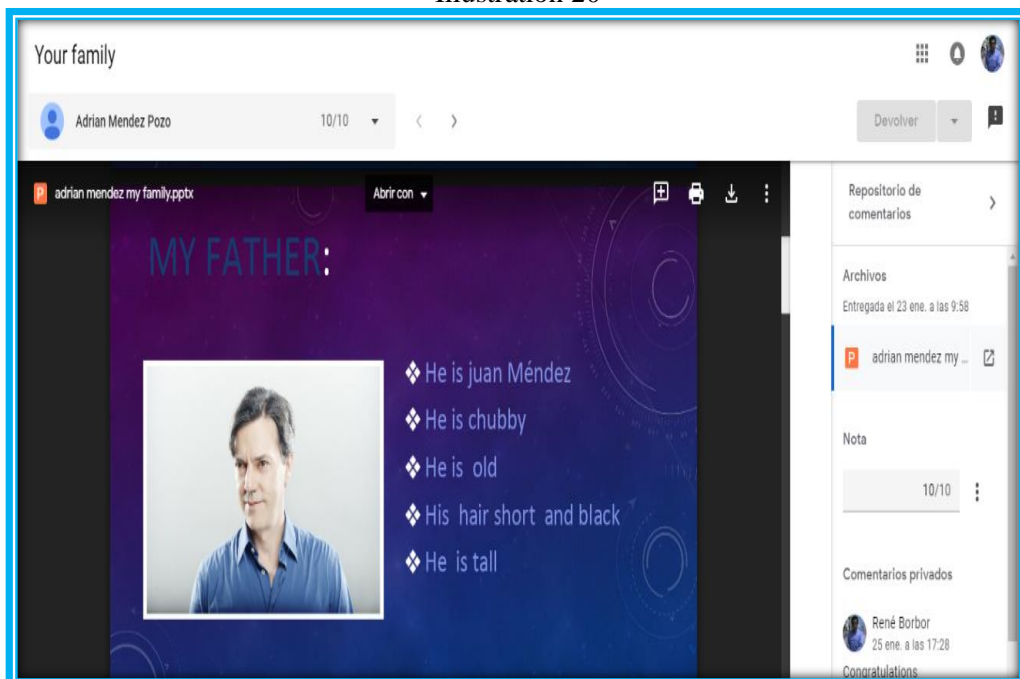 Illustration 26
Your family
Adrian Mendez Pozo 10/10
Devolver
adrian mendez my family.pptx Abrir con
MY FATHER:
He is juan Méndez
He is chubby
He is old
His hair short and black
He is tall
Repositorio de
comentarios
Archivos
Entregada el 23 ene. a las 9:58
adrian mendez my ...
Nota
10/10
Comentarios privados
René Borbor
25 ene. a las 17:28
Congratulations